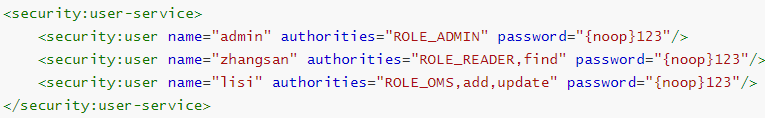 <security:user-service>
<security:user name="admin" authorities="ROLE_ADMIN" password="{noop}123"/>
<security:user name="zhangsan" authorities="ROLE_READER,find" password="{noop}123"/>
<security:user name="lisi" authorities="ROLE_OMS,add,update" password="{noop}123"/>
</security:user-service>